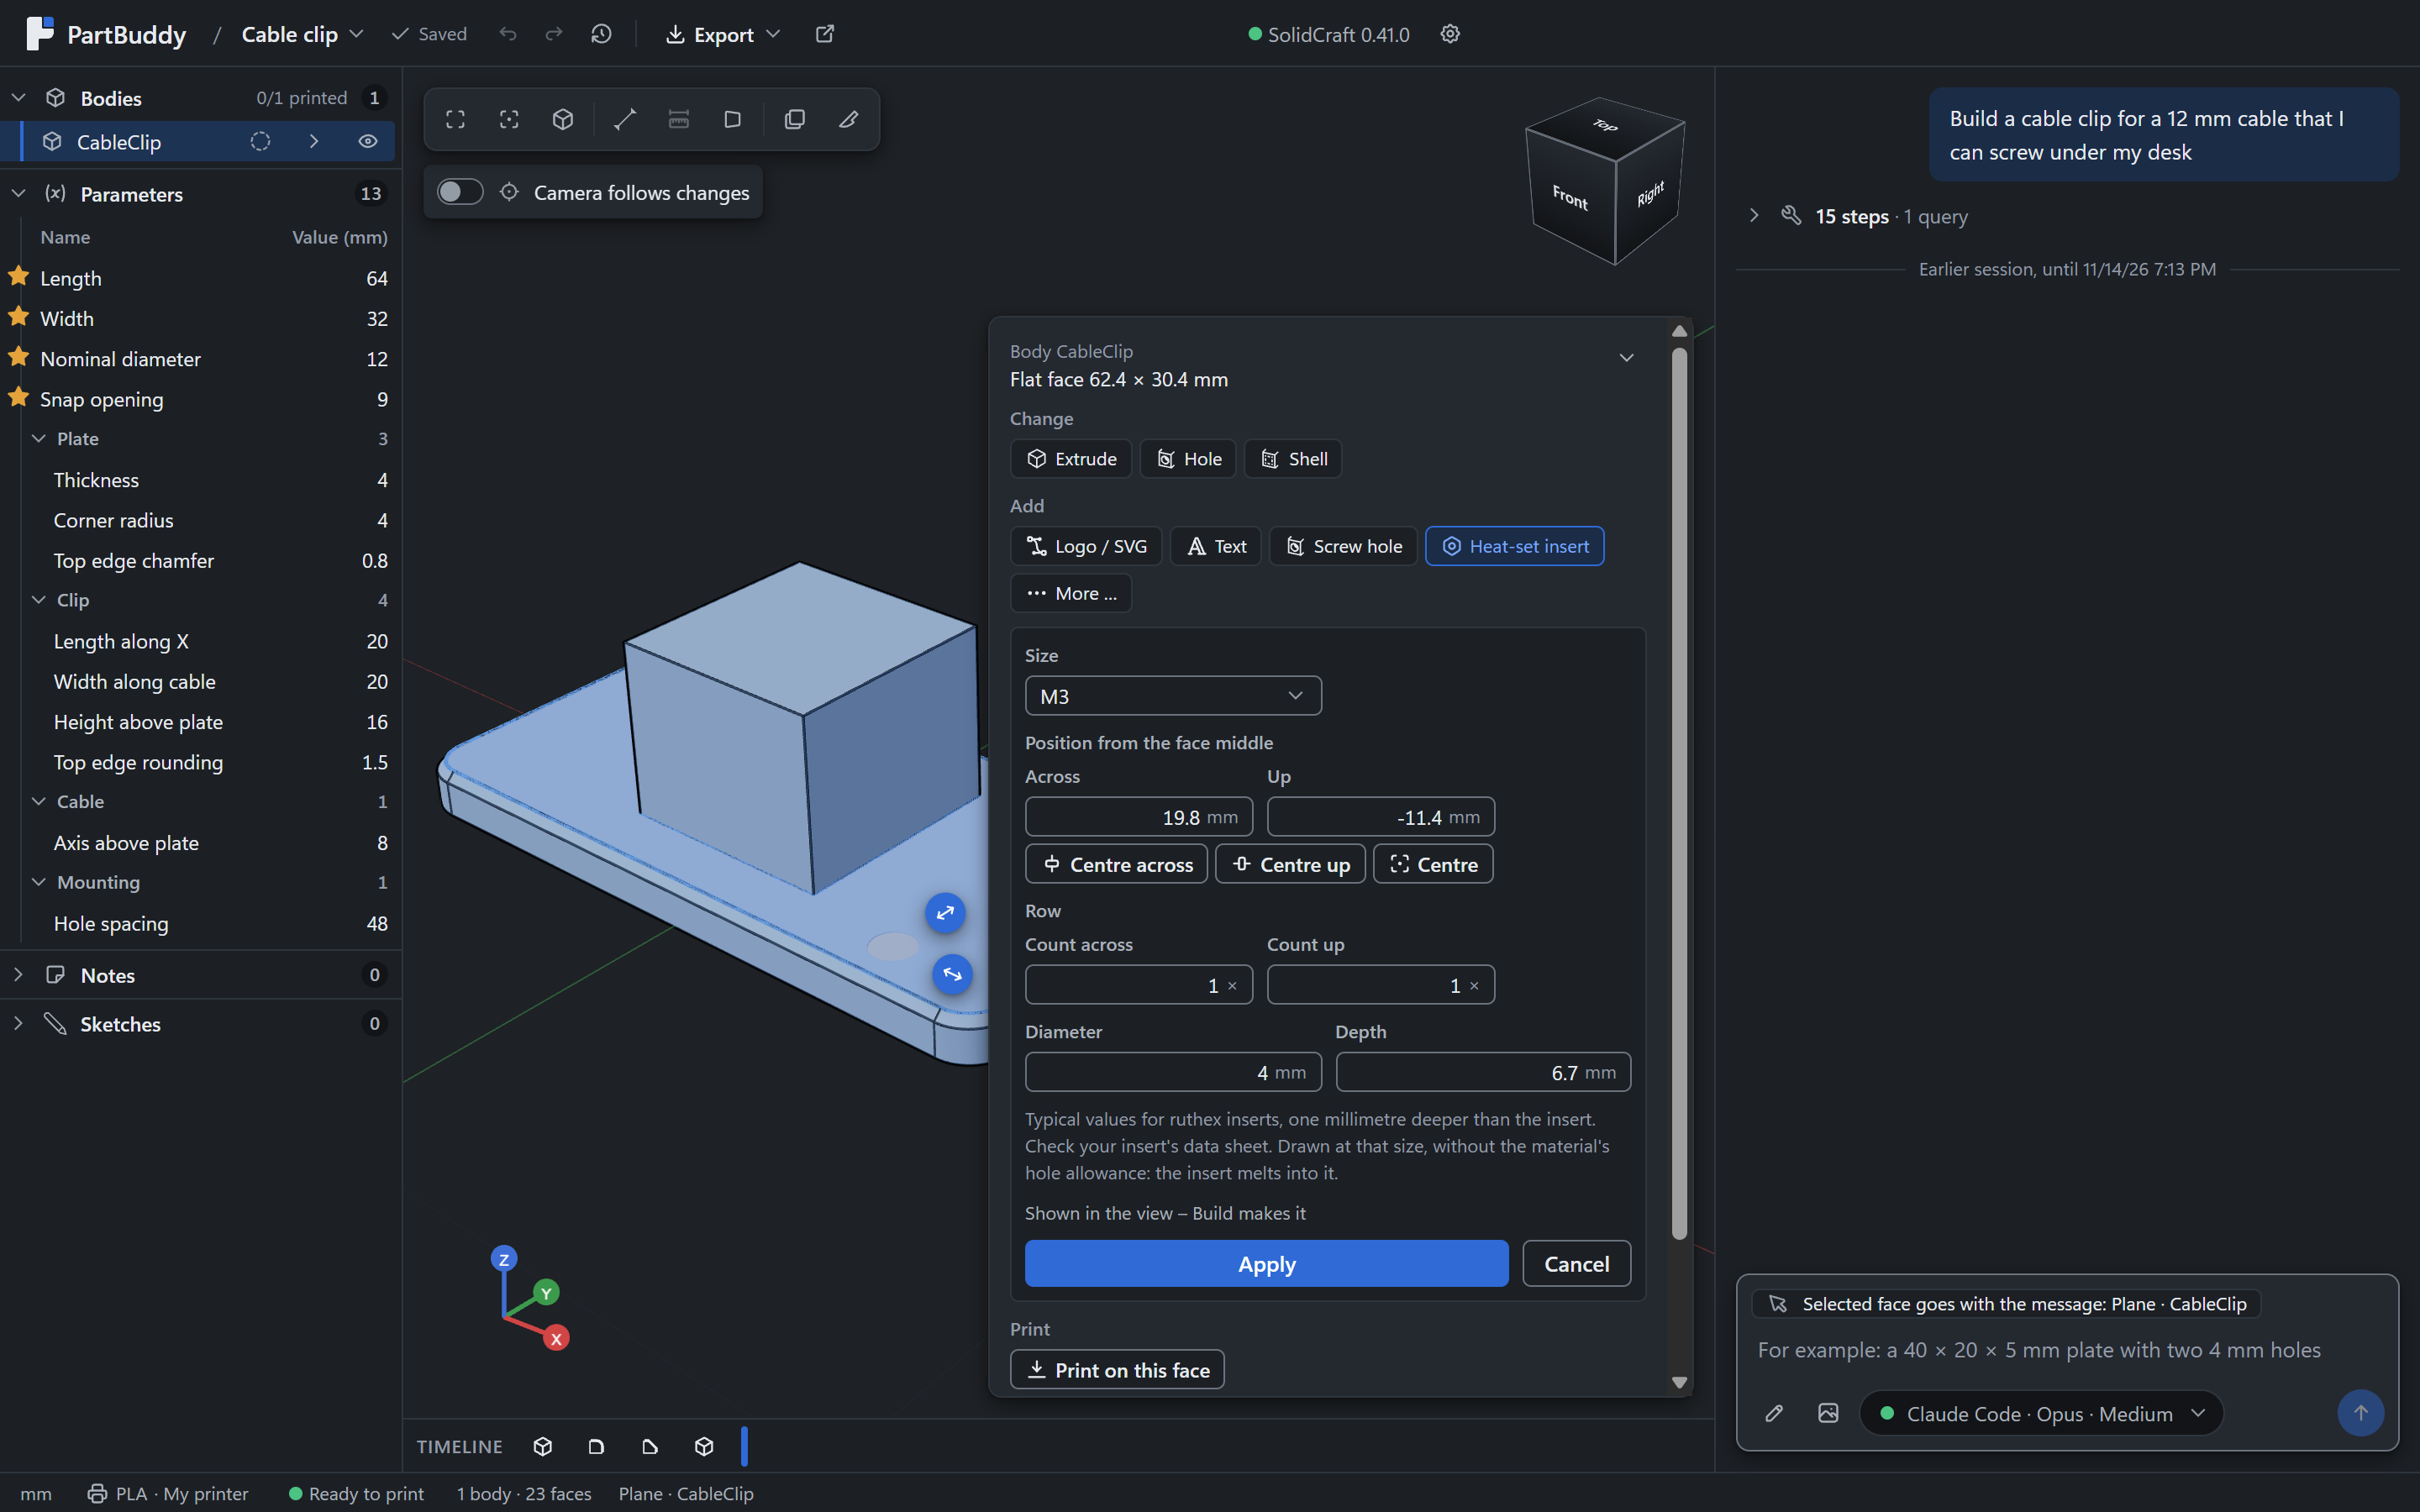 PartBuddy / Cable clip Saved Export SolidCraft 0.41.0
Bodies 0/1 printed 1
CableClip
Parameters 13
Name Value (mm)
Length 64
Width 32
Nominal diameter 12
Snap opening 9
Plate 3
Thickness 4
Corner radius 4
Top edge chamfer 0.8
Clip 4
Length along X 20
Width along cable 20
Height above plate 16
Top edge rounding 1.5
Cable 1
Axis above plate 8
Mounting 1
Hole spacing 48
Notes 0
Sketches 0
Camera follows changes
Top
Front
Right
Z
Y
X
Body CableClip
Flat face 62.4 × 30.4 mm
Change
Extrude Hole Shell
Add
Logo / SVG Text Screw hole Heat-set insert
More ...
Size
M3
Position from the face middle
Across Up
19.8 mm -11.4 mm
Centre across Centre up Centre
Row
Count across Count up
1 × 1 ×
Diameter Depth
4 mm 6.7 mm
Typical values for ruthex inserts, one millimetre deeper than the insert.
Check your insert's data sheet. Drawn at that size, without the material's
hole allowance: the insert melts into it.
Shown in the view – Build makes it
Apply Cancel
Print
Print on this face
TIMELINE
Build a cable clip for a 12 mm cable that I
can screw under my desk
15 steps · 1 query
Earlier session, until 11/14/26 7:13 PM
Selected face goes with the message: Plane · CableClip
For example: a 40 × 20 × 5 mm plate with two 4 mm holes
Claude Code · Opus · Medium
mm PLA · My printer Ready to print 1 body · 23 faces Plane · CableClip